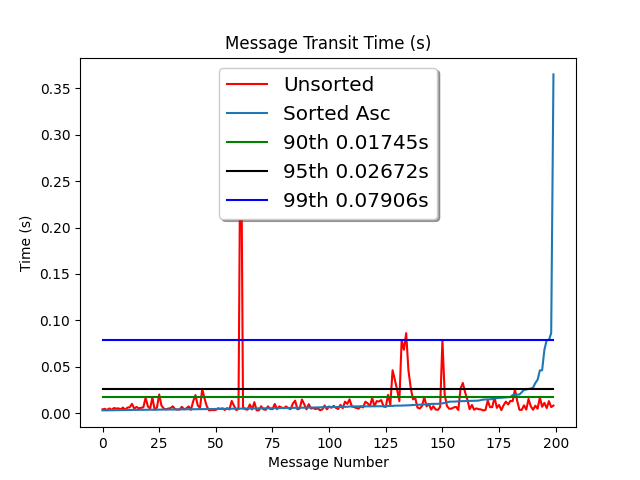 Message Transit Time (s)
Unsorted
Sorted Asc
90th 0.01745s
95th 0.02672s
99th 0.07906s
0.35
0.30
0.25
0.20
0.15
0.10
0.05
0.00
Time (s)
0 25 50 75 100 125 150 175 200
Message Number